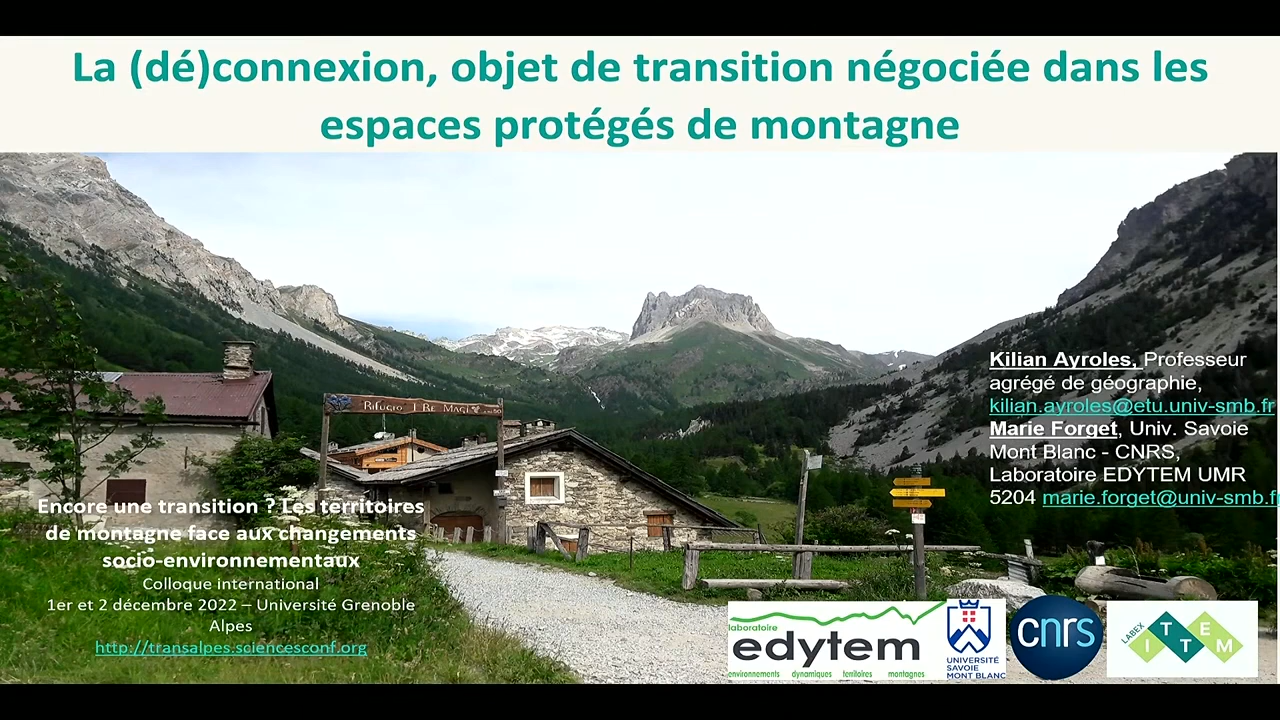 La (dé)connexion, objet de transition négociée dans les
espaces protégés de montagne
Kilian Ayroles, Professeur
agrégé de géographie,
kilian.ayroles@etu.univ-smb.fr
Marie Forget, Univ. Savoie
Mont Blanc - CNRS,
Laboratoire EDYTEM UMR
5204 marie.forget@univ-smb.f
RIFUGIO I RE MAGI
Encore une transition ? Les territoires
de montagne face aux changements
socio-environnementaux
Colloque international
1er et 2 décembre 2022 – Université Grenoble
Alpes
http://transalpes.sciencesconf.org
laboratoire
edytem
environnements dynamiques territoires montagnes
UNIVERSITÉ
SAVOIE
MONT BLANC
cnrs
LABEX
ITTEM